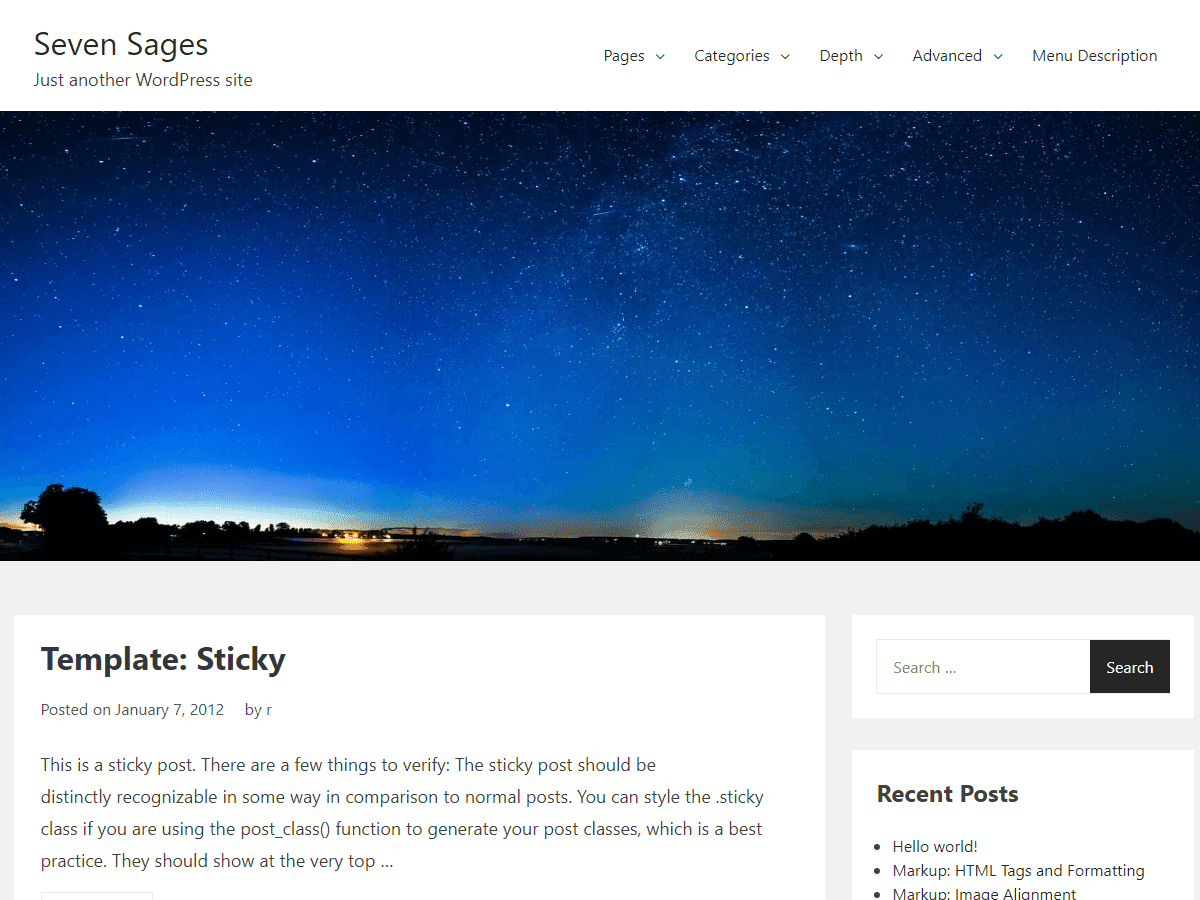 Seven Sages
Just another WordPress site
Pages
Categories
Depth
Advanced
Menu Description
Template: Sticky
Posted on January 7, 2012 by r
This is a sticky post. There are a few things to verify: The sticky post should be
distinctly recognizable in some way in comparison to normal posts. You can style the .sticky
class if you are using the post_class() function to generate your post classes, which is a best
practice. They should show at the very top ...
Search ...
Search
Recent Posts
Hello world!
Markup: HTML Tags and Formatting
Markup: Image Alignment